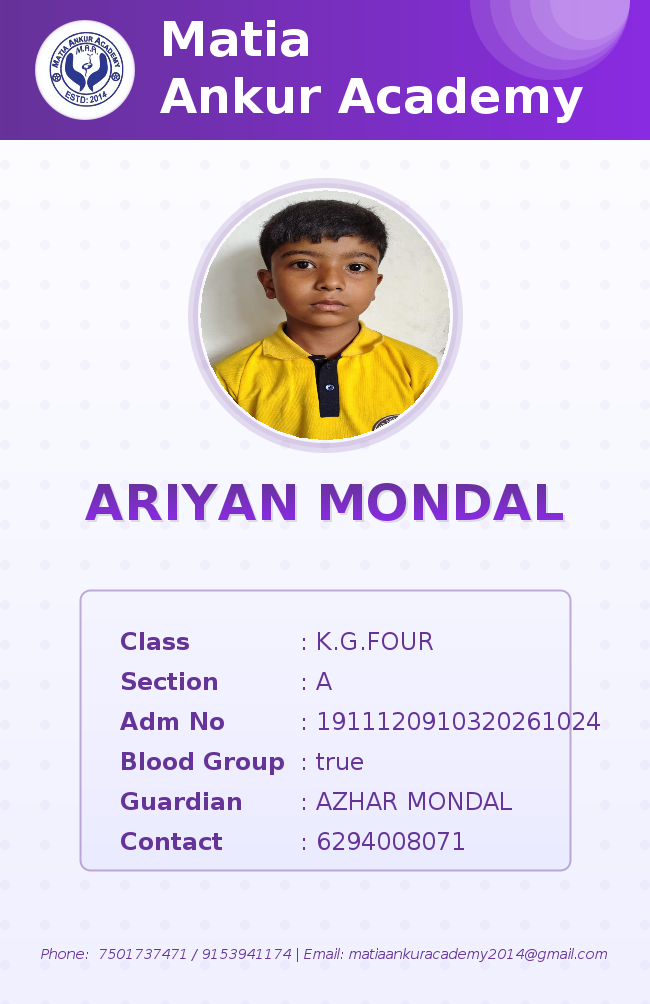 Matia
Ankur Academy
MATIA ANKUR ACADEMY
M.A.A
ESTD: 2014
ARIYAN MONDAL
Class : K.G.FOUR
Section : A
Adm No : 1911120910320261024
Blood Group : true
Guardian : AZHAR MONDAL
Contact : 6294008071
Phone: 7501737471 / 9153941174 | Email: matiaankuracademy2014@gmail.com